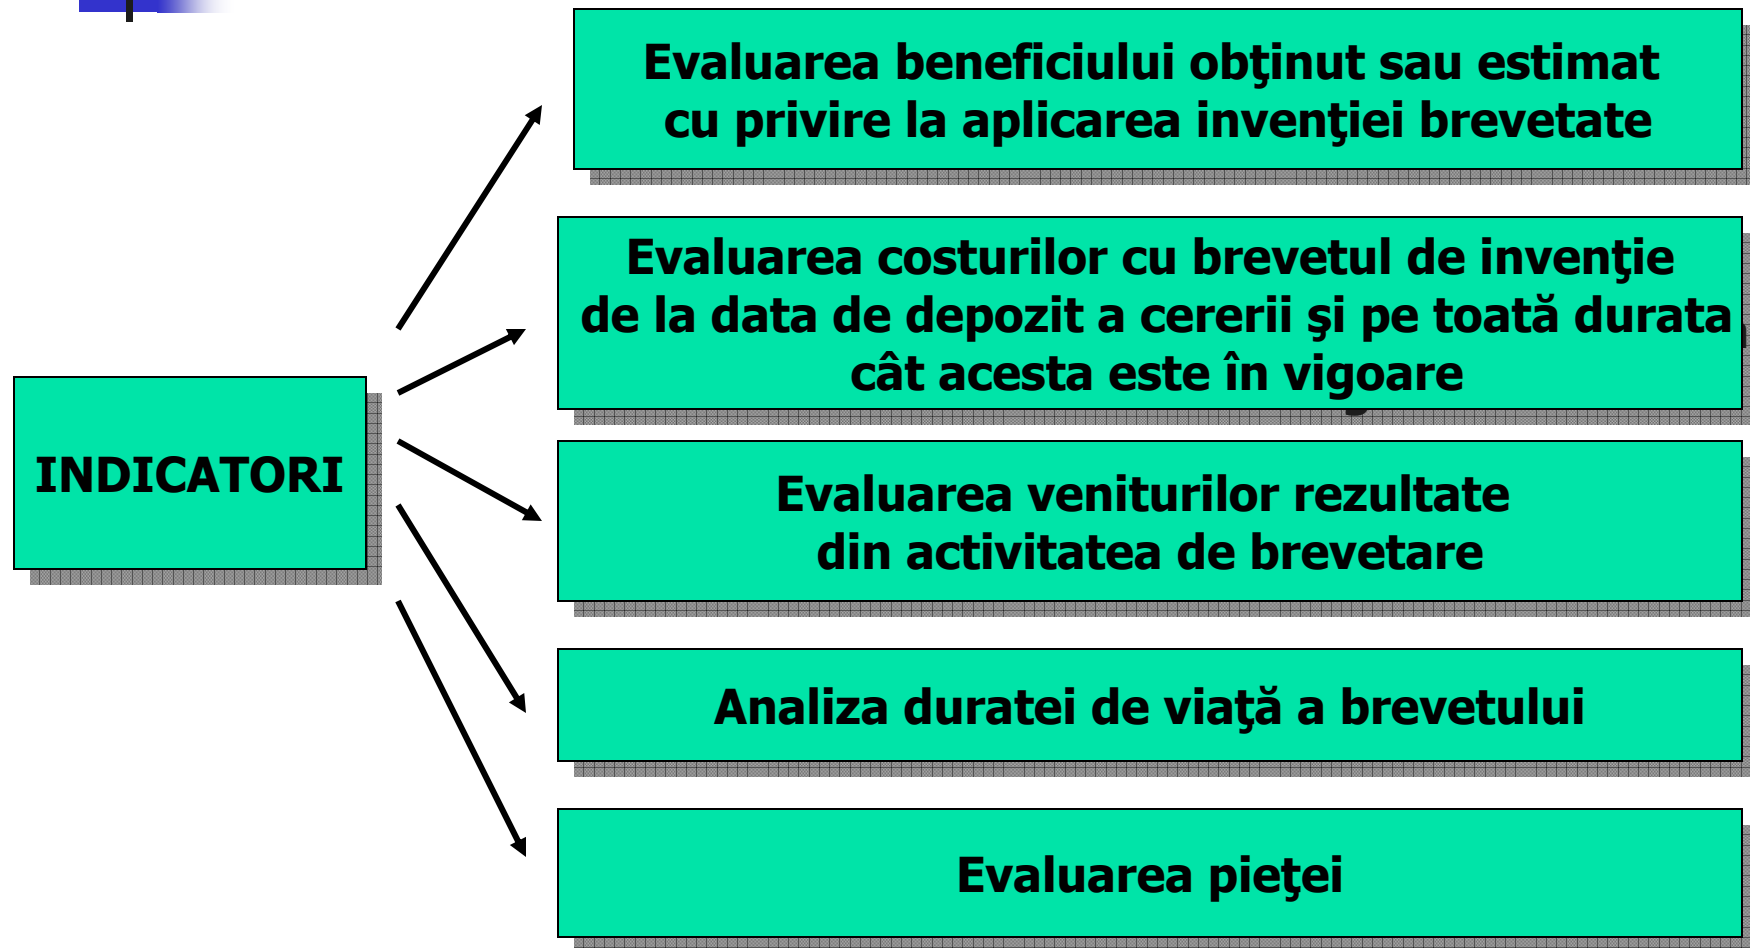 Evaluarea beneficiului obţinut sau estimat
cu privire la aplicarea invenţiei brevetate
Evaluarea costurilor cu brevetul de invenţie
de la data de depozit a cererii şi pe toată durata
cât acesta este în vigoare
INDICATORI
Evaluarea veniturilor rezultate
din activitatea de brevetare
Analiza duratei de viaţă a brevetului
Evaluarea pieţei